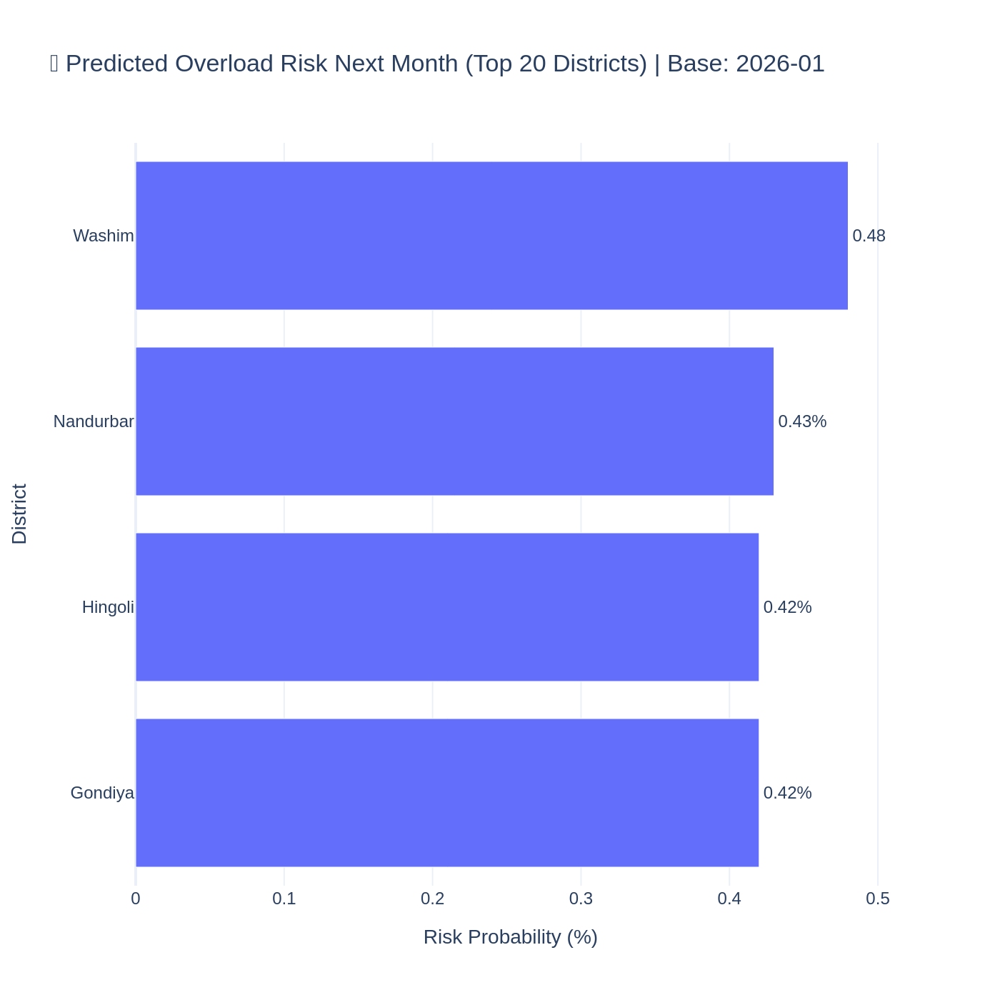 Predicted Overload Risk Next Month (Top 20 Districts) | Base: 2026-01
Washim
0.48
Nandurbar
0.43%
District
Hingoli
0.42%
Gondiya
0.42%
0 0.1 0.2 0.3 0.4 0.5
Risk Probability (%)